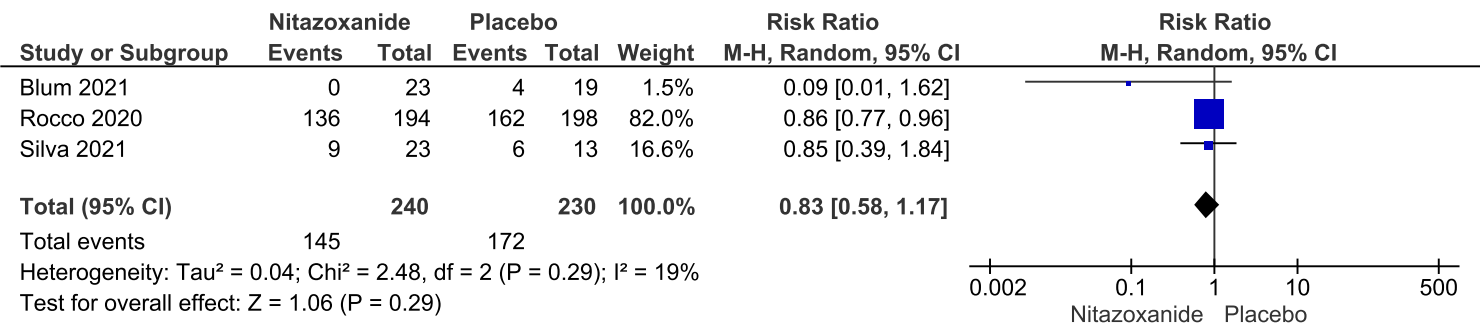 Nitazoxanide Placebo Risk Ratio Risk Ratio
Study or Subgroup Events Total Events Total Weight M-H, Random, 95% CI M-H, Random, 95% CI
Blum 2021 0 23 4 19 1.5% 0.09 [0.01, 1.62]
Rocco 2020 136 194 162 198 82.0% 0.86 [0.77, 0.96]
Silva 2021 9 23 6 13 16.6% 0.85 [0.39, 1.84]
Total (95% CI) 240 230 100.0% 0.83 [0.58, 1.17]
Total events 145 172
Heterogeneity: Tau² = 0.04; Chi² = 2.48, df = 2 (P = 0.29); I² = 19%
Test for overall effect: Z = 1.06 (P = 0.29)
0.002 0.1 1 10 500
Nitazoxanide Placebo